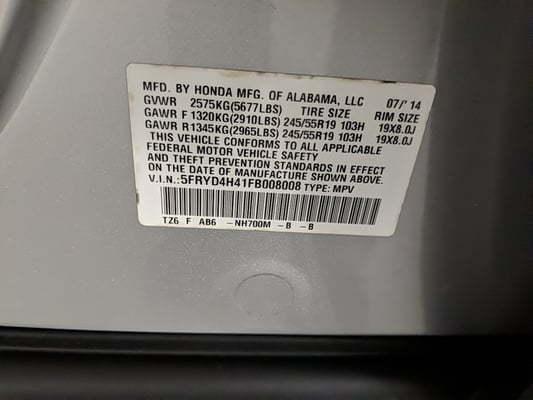 MFD. BY HONDA MFG. OF ALABAMA, LLC 07/'14
GVWR 2575KG(5677LBS) TIRE SIZE RIM SIZE
GAWR F 1320KG(2910LBS) 245/55R19 103H 19X8.0J
GAWR R1345KG(2965LBS) 245/55R19 103H 19X8.0J
THIS VEHICLE CONFORMS TO ALL APPLICABLE
FEDERAL MOTOR VEHICLE SAFETY
AND THEFT PREVENTION STANDARDS IN EFFECT
ON THE DATE OF MANUFACTURE SHOWN ABOVE.
V.I.N.:5FRYD4H41FB008008 TYPE: MPV
TZ6 F AB6 -NH700M -B -B